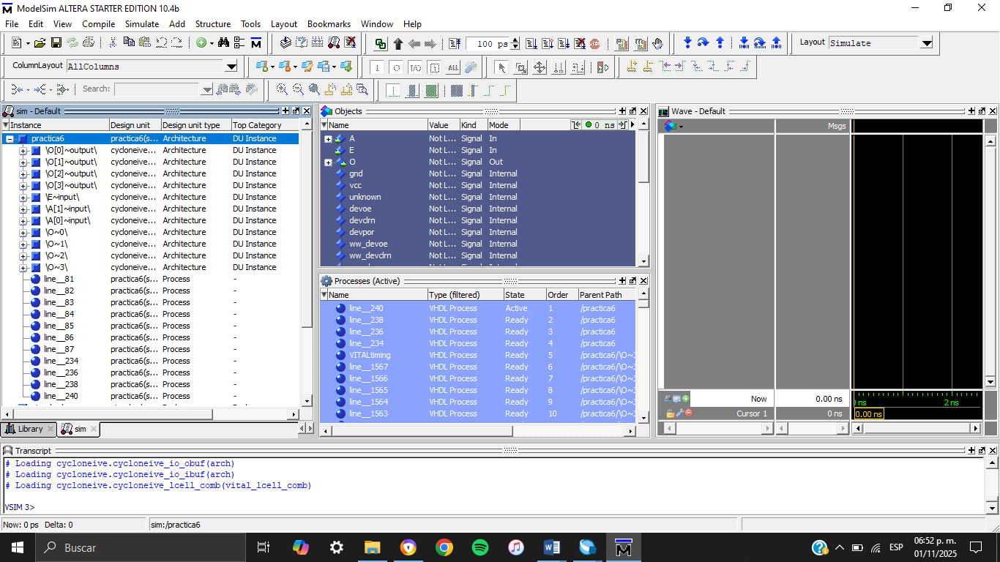 ModelSim ALTERA STARTER EDITION 10.4b
File Edit View Compile Simulate Add Structure Tools Layout Bookmarks Window Help
100 ps
Layout Simulate
ColumnLayout AllColumns
Search:
sim - Default
Instance Design unit Design unit type Top Category
practica6 practica6(s... Architecture DU Instance
\O[0]~output\ cycloneive... Architecture DU Instance
\O[1]~output\ cycloneive... Architecture DU Instance
\O[2]~output\ cycloneive... Architecture DU Instance
\O[3]~output\ cycloneive... Architecture DU Instance
\E~input\ cycloneive... Architecture DU Instance
\A[1]~input\ cycloneive... Architecture DU Instance
\A[0]~input\ cycloneive... Architecture DU Instance
\O~0\ cycloneive... Architecture DU Instance
\O~1\ cycloneive... Architecture DU Instance
\O~2\ cycloneive... Architecture DU Instance
\O~3\ cycloneive... Architecture DU Instance
line__81 practica6(s... Process -
line__82 practica6(s... Process -
line__83 practica6(s... Process -
line__84 practica6(s... Process -
line__85 practica6(s... Process -
line__86 practica6(s... Process -
line__87 practica6(s... Process -
line__234 practica6(s... Process -
line__236 practica6(s... Process -
line__238 practica6(s... Process -
line__240 practica6(s... Process -
Library sim
Objects
Name Value Kind Mode 0 ns
A Not L... Signal In
E Not L... Signal In
O Not L... Signal Out
gnd Not L... Signal Internal
vcc Not L... Signal Internal
unknown Not L... Signal Internal
devoe Not L... Signal Internal
devclrn Not L... Signal Internal
devpor Not L... Signal Internal
ww_devoe Not L... Signal Internal
ww_devclrn Not L... Signal Internal
Processes (Active)
Name Type (filtered) State Order Parent Path
line__240 VHDL Process Active 1 /practica6
line__238 VHDL Process Ready 2 /practica6
line__236 VHDL Process Ready 3 /practica6
line__234 VHDL Process Ready 4 /practica6
VITALtiming VHDL Process Ready 5 /practica6/\O~3
line__1567 VHDL Process Ready 6 /practica6/\O~3
line__1566 VHDL Process Ready 7 /practica6/\O~3
line__1565 VHDL Process Ready 8 /practica6/\O~3
line__1564 VHDL Process Ready 9 /practica6/\O~3
line__1563 VHDL Process Ready 10 /practica6/\O~3
Wave - Default
Msgs
Now 0.00 ns ns 2 ns
Cursor 1 0 ns 0.00 ns
Transcript
# Loading cycloneive.cycloneive_io_obuf(arch)
# Loading cycloneive.cycloneive_io_ibuf(arch)
# Loading cycloneive.cycloneive_lcell_comb(vital_lcell_comb)
VSIM 3>
Now: 0 ps Delta: 0 sim:/practica6
Buscar
ESP
06:52 p. m.
01/11/2025